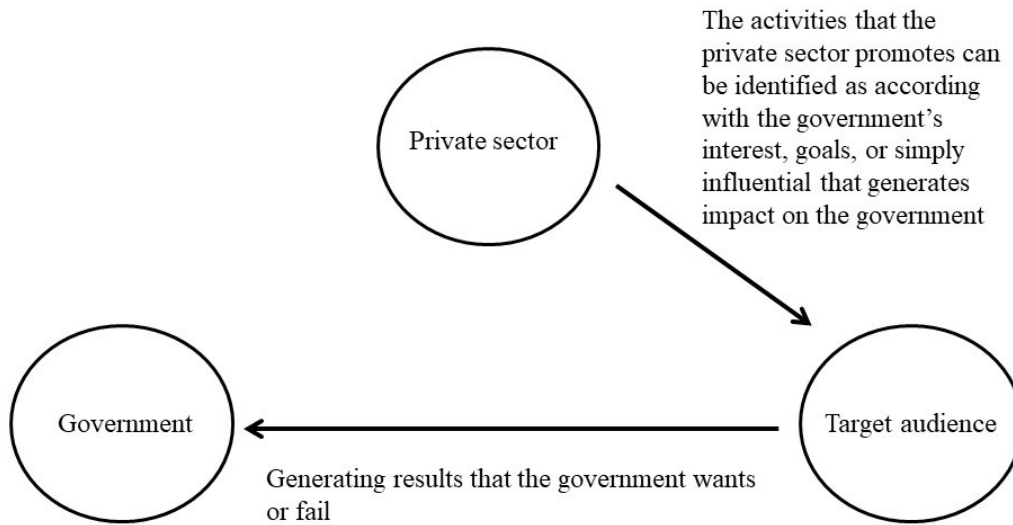 The activities that the
private sector promotes can
be identified as according
with the government’s
interest, goals, or simply
influential that generates
impact on the government
Private sector
Government
Target audience
Generating results that the government wants
or fail